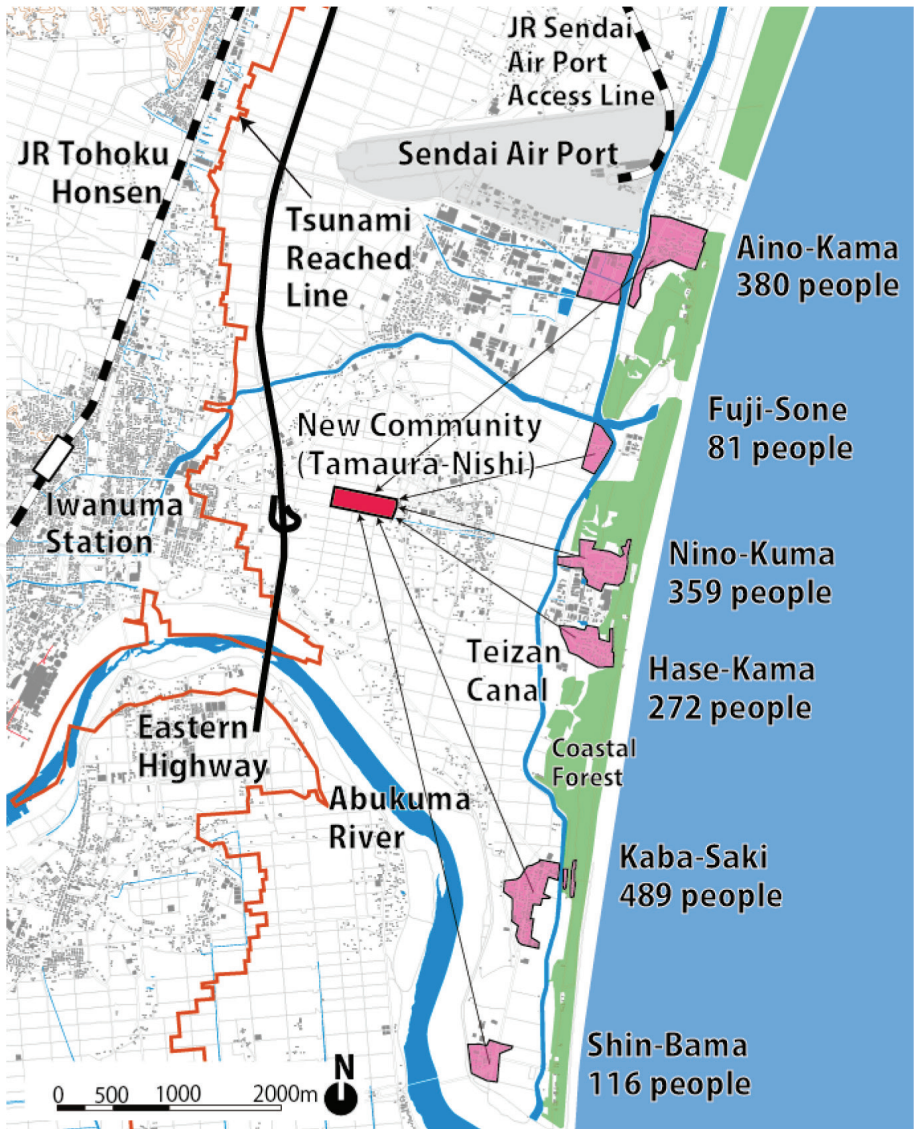 JR Sendai
Air Port
Access Line
JR Tohoku
Honsen
Sendai Air Port
Tsunami
Reached
Line
Aino-Kama
380 people
Fuji-Sone
81 people
New Community
(Tamaura-Nishi)
Iwanuma
Station
Nino-Kuma
359 people
Teizan
Canal
Hase-Kama
272 people
Eastern
Highway
Coastal
Forest
Abukuma
River
Kaba-Saki
489 people
Shin-Bama
116 people
N
0 500 1000 2000m